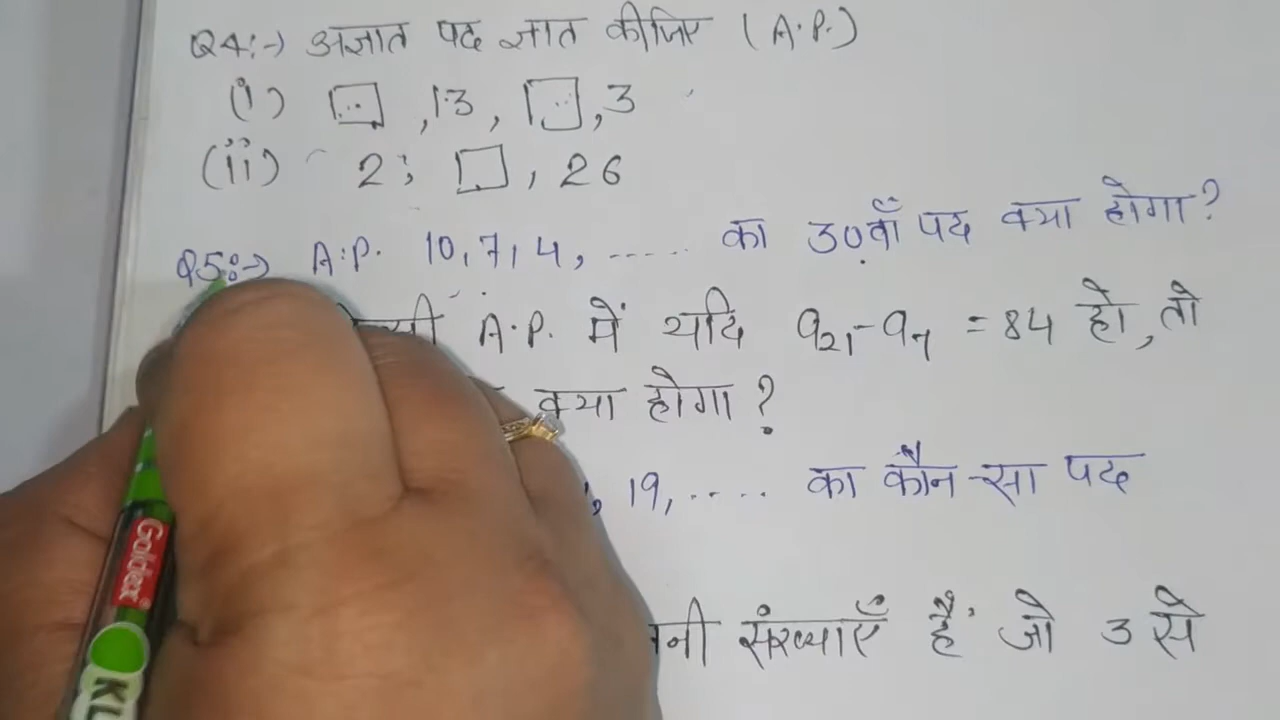 Q4:-) अज्ञात पद ज्ञात कीजिए (A.P.)
(i) [...] ,13, [...] ,3
(ii) 2, □, 26
Q5:-) A.P. 10,7,4, ..... का 30वाँ पद क्या होगा?
A.P. में यदि a21-a7 =84 हो, तो
क्या होगा?
19, ..... का कौन-सा पद
संख्याएँ हैं जो 3 से
Goldex
KL